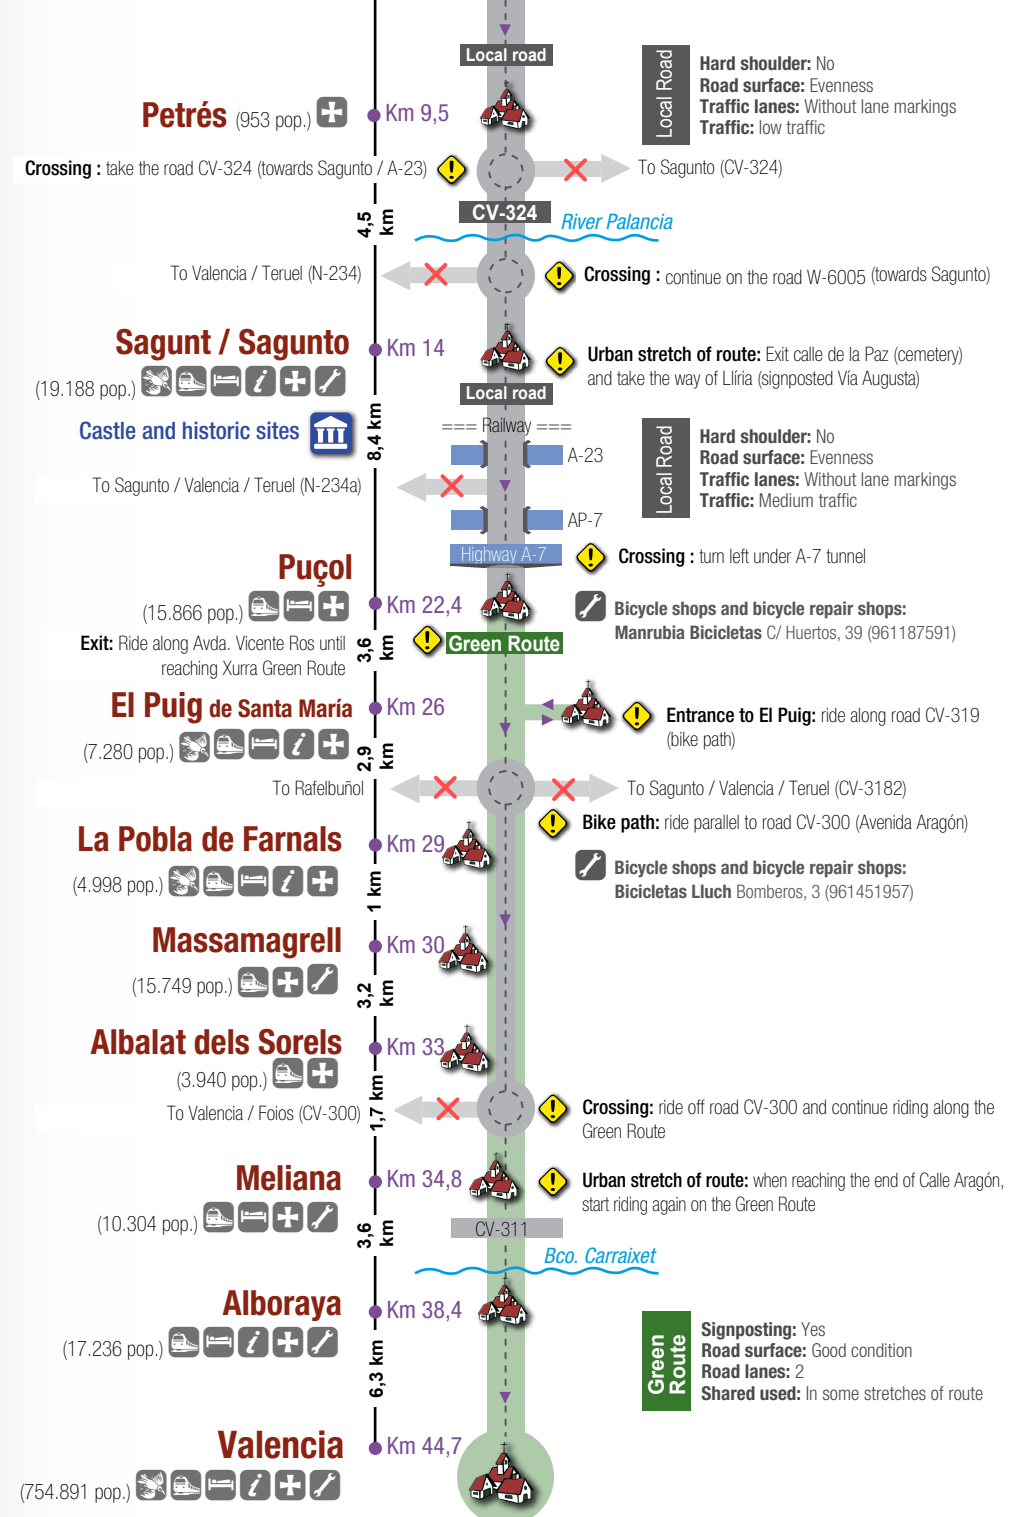 Local road
Hard shoulder: No
Road surface: Evenness
Traffic lanes: Without lane markings
Traffic: low traffic
Local Road
Petrés (953 pop.)
Km 9,5
Crossing : take the road CV-324 (towards Sagunto / A-23)
To Sagunto (CV-324)
4,5 km
CV-324
River Palancia
To Valencia / Teruel (N-234)
Crossing : continue on the road W-6005 (towards Sagunto)
Sagunt / Sagunto
Km 14
(19.188 pop.)
Urban stretch of route: Exit calle de la Paz (cemetery)
and take the way of Llíria (signposted Vía Augusta)
Local road
Castle and historic sites
8,4 km
=== Railway ===
A-23
Local Road
Hard shoulder: No
Road surface: Evenness
Traffic lanes: Without lane markings
Traffic: Medium traffic
To Sagunto / Valencia / Teruel (N-234a)
AP-7
Highway A-7
Crossing : turn left under A-7 tunnel
Puçol
Km 22,4
(15.866 pop.)
Bicycle shops and bicycle repair shops:
Manrubia Bicicletas C/ Huertos, 39 (961187591)
Exit: Ride along Avda. Vicente Ros until
reaching Xurra Green Route
3,6 km
Green Route
El Puig de Santa María
Km 26
(7.280 pop.)
Entrance to El Puig: ride along road CV-319
(bike path)
2,9 km
To Rafelbuñol
To Sagunto / Valencia / Teruel (CV-3182)
Bike path: ride parallel to road CV-300 (Avenida Aragón)
La Pobla de Farnals
Km 29
(4.998 pop.)
Bicycle shops and bicycle repair shops:
Bicicletas Lluch Bomberos, 3 (961451957)
1 km
Massamagrell
Km 30
(15.749 pop.)
3,2 km
Albalat dels Sorels
Km 33
(3.940 pop.)
1,7 km
To Valencia / Foios (CV-300)
Crossing: ride off road CV-300 and continue riding along the
Green Route
Meliana
Km 34,8
(10.304 pop.)
Urban stretch of route: when reaching the end of Calle Aragón,
start riding again on the Green Route
3,6 km
CV-311
Bco. Carraixet
Alboraya
Km 38,4
(17.236 pop.)
Green Route
Signposting: Yes
Road surface: Good condition
Road lanes: 2
Shared used: In some stretches of route
6,3 km
Valencia
Km 44,7
(754.891 pop.)